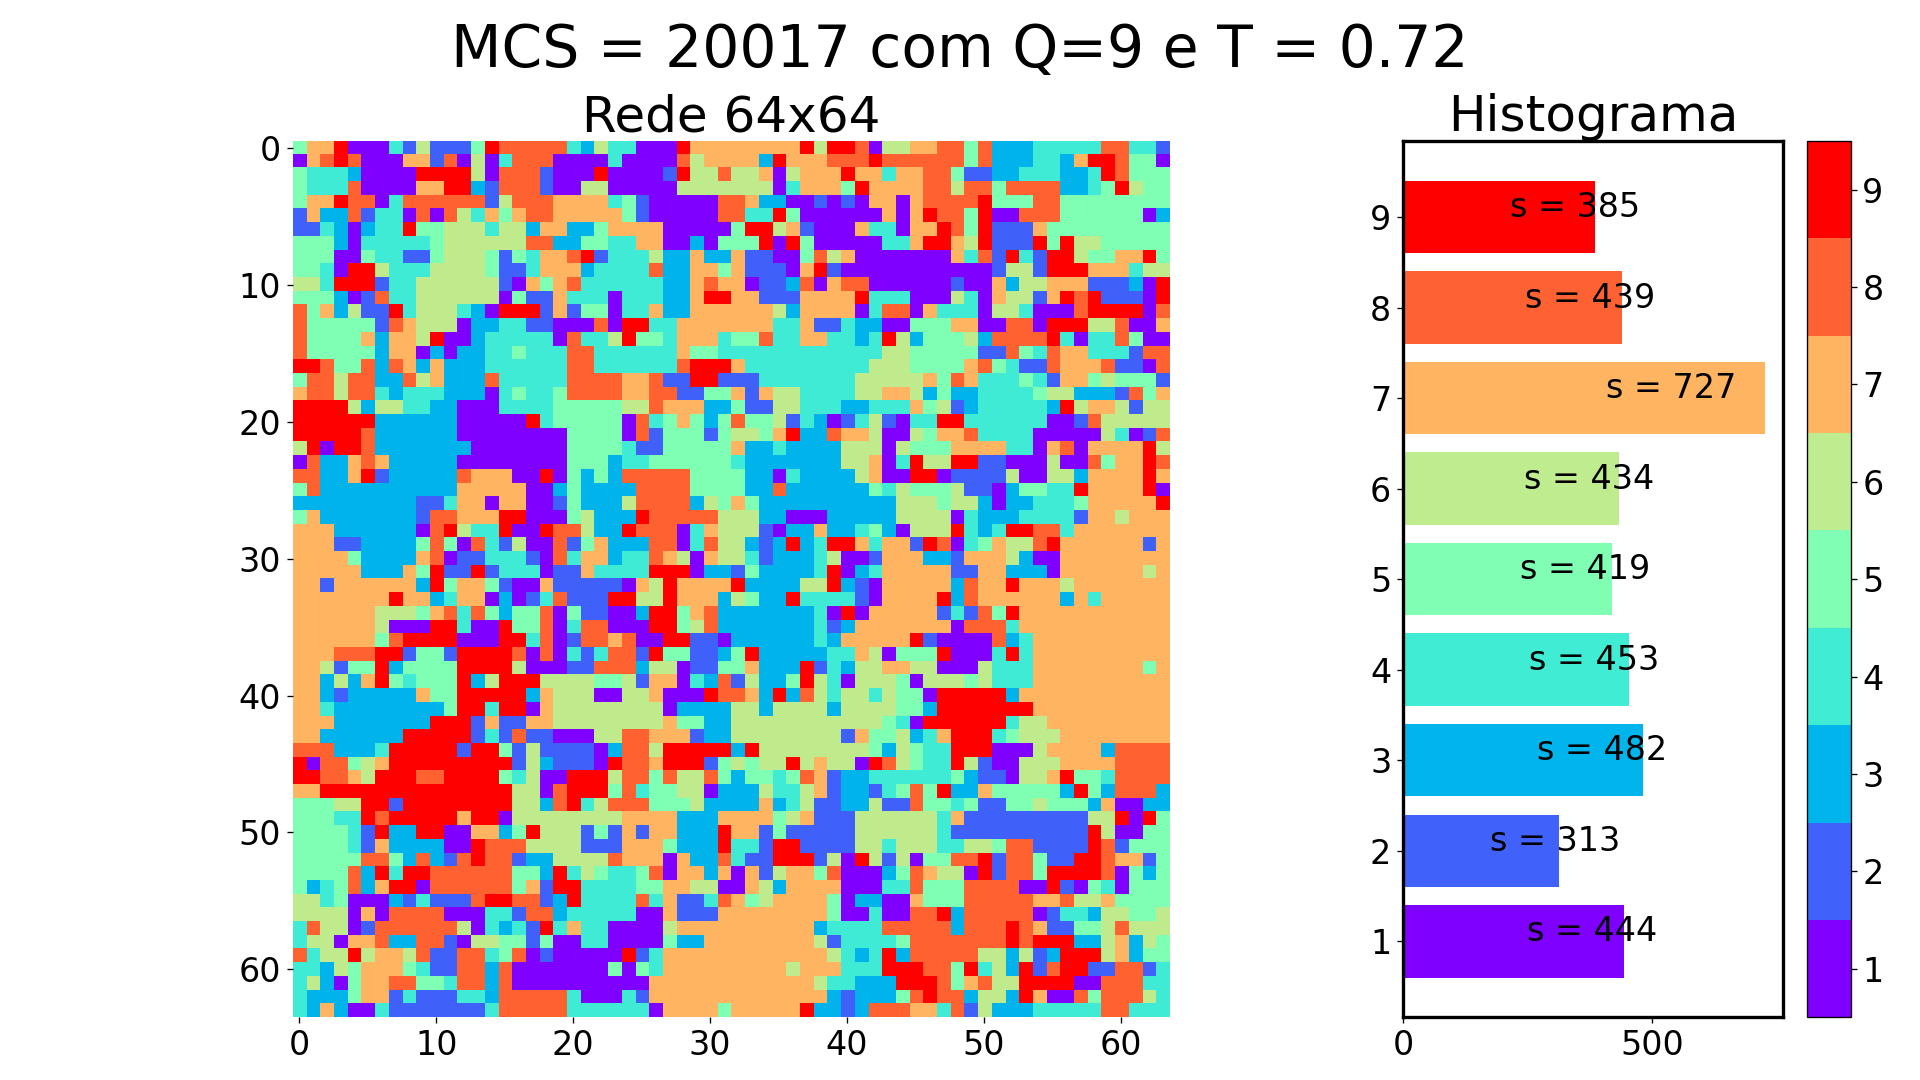 MCS = 20017 com Q=9 e T = 0.72
Rede 64x64
0
10
20
30
40
50
60
0 10 20 30 40 50 60
Histograma
9 s = 385
8 s = 439
7 s = 727
6 s = 434
5 s = 419
4 s = 453
3 s = 482
2 s = 313
1 s = 444
0 500
9
8
7
6
5
4
3
2
1